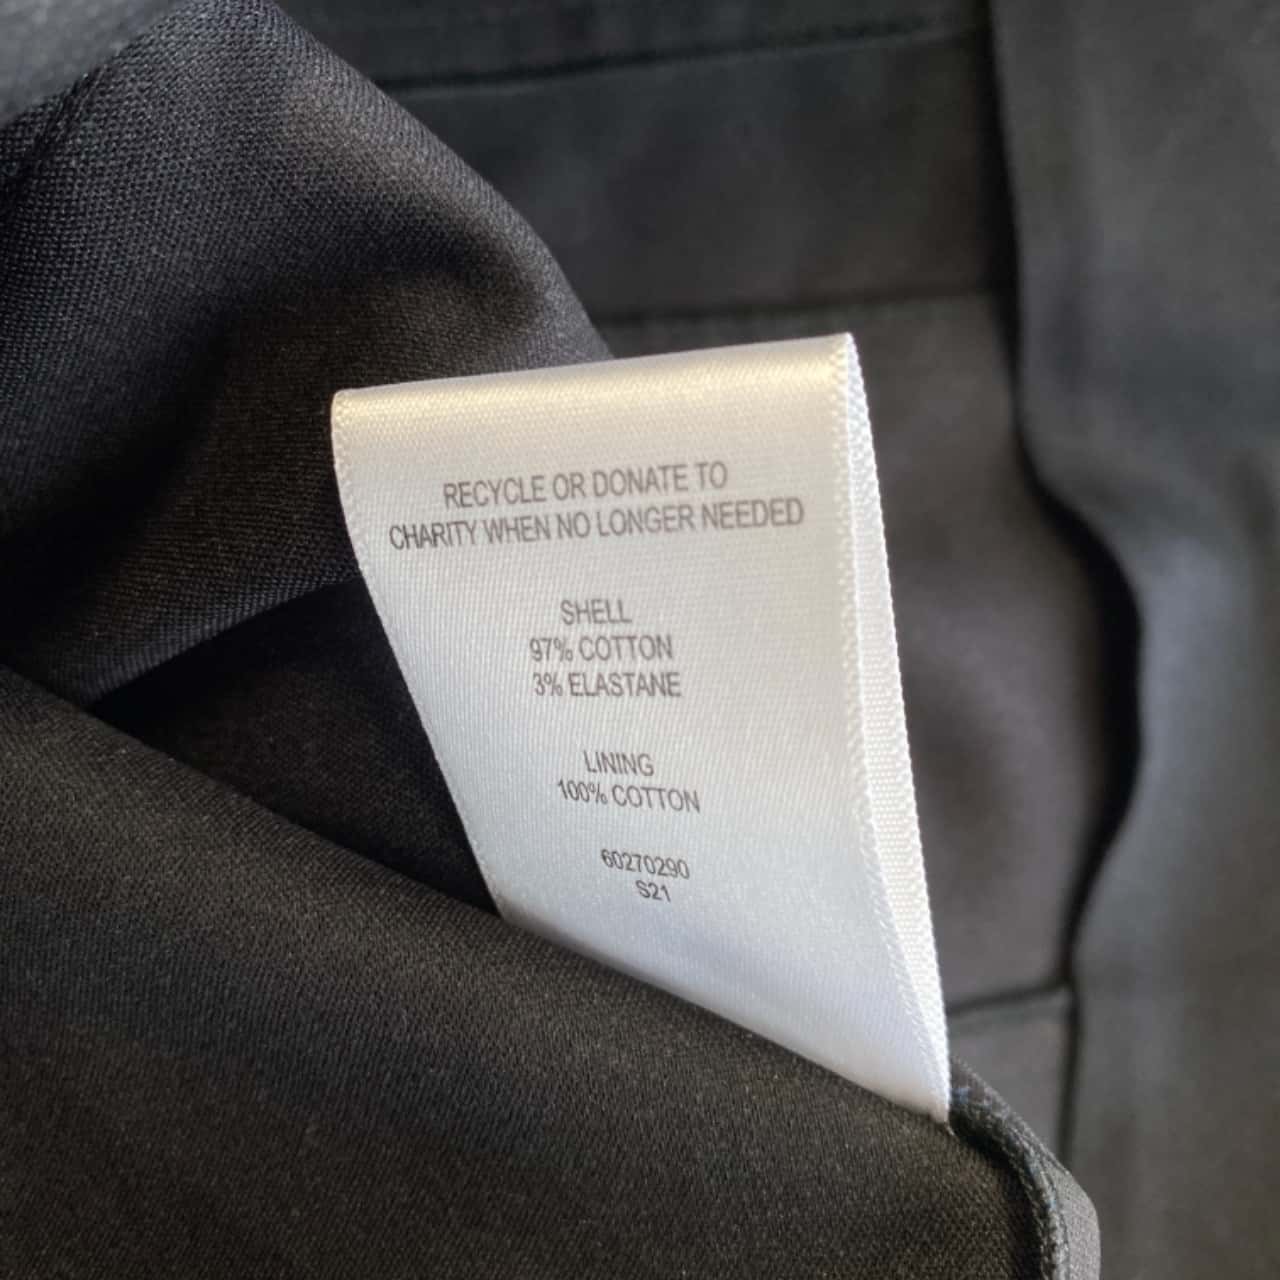 RECYCLE OR DONATE TO
CHARITY WHEN NO LONGER NEEDED
SHELL
97% COTTON
3% ELASTANE
LINING
100% COTTON
60270290
S21